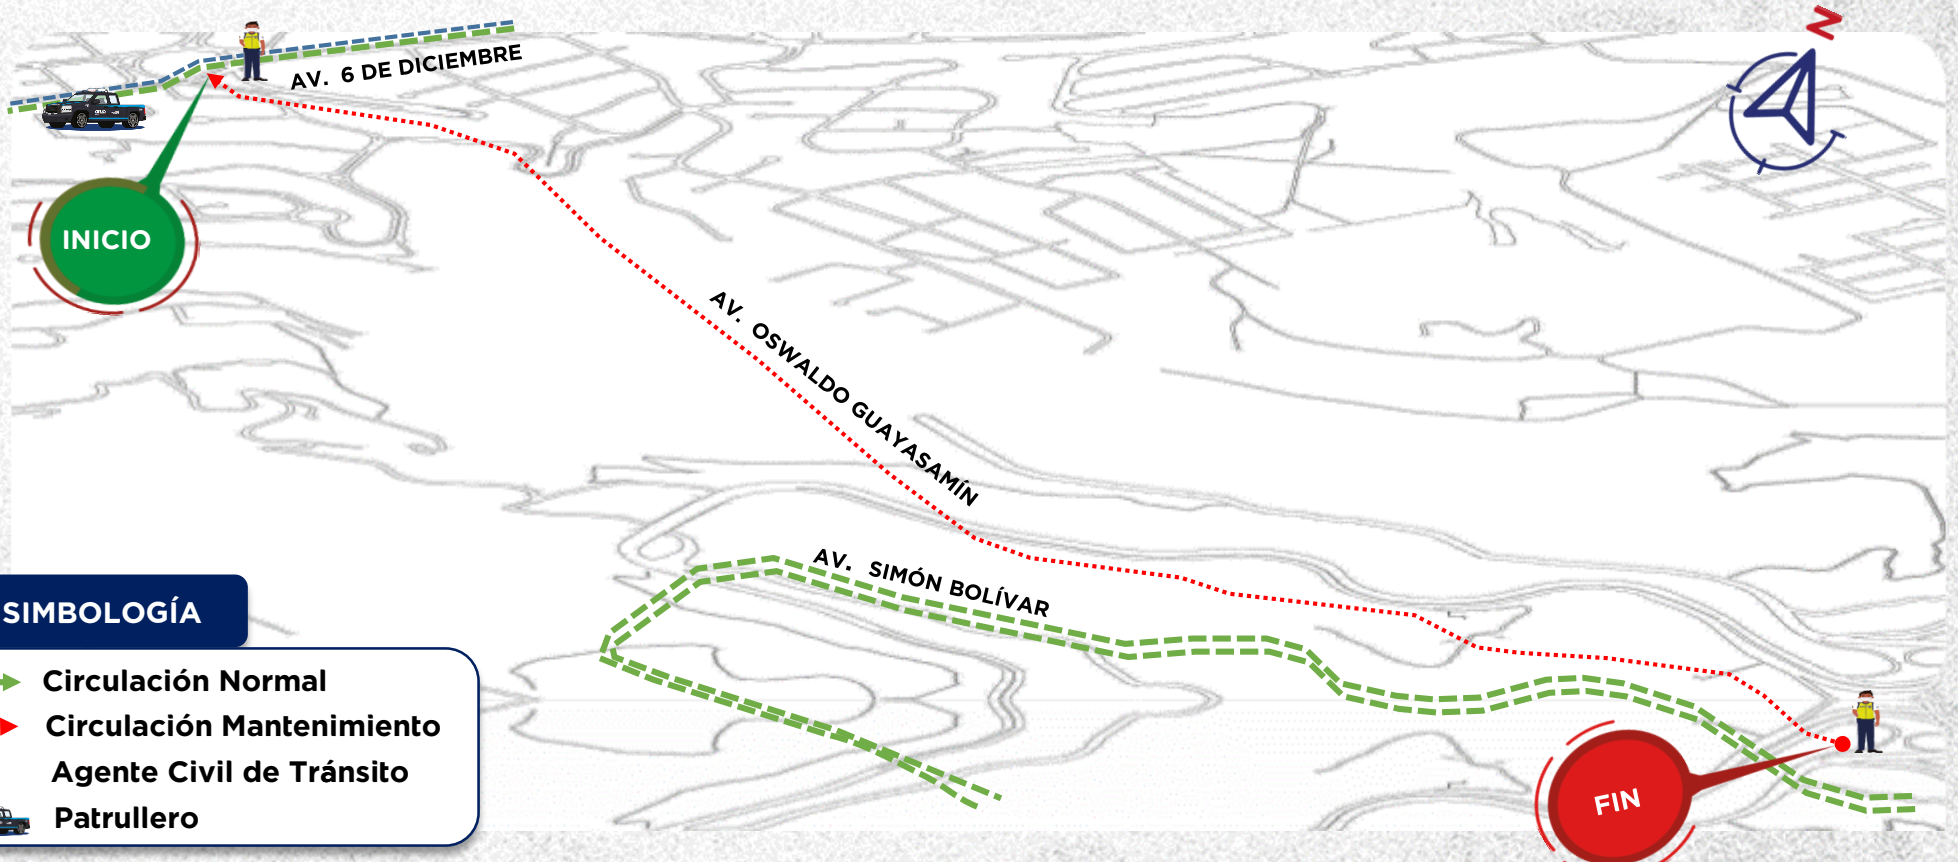 N
AV. 6 DE DICIEMBRE
INICIO
AV. OSWALDO GUAYASAMÍN
AV. SIMÓN BOLÍVAR
SIMBOLOGÍA
Circulación Normal
Circulación Mantenimiento
Agente Civil de Tránsito
Patrullero
FIN